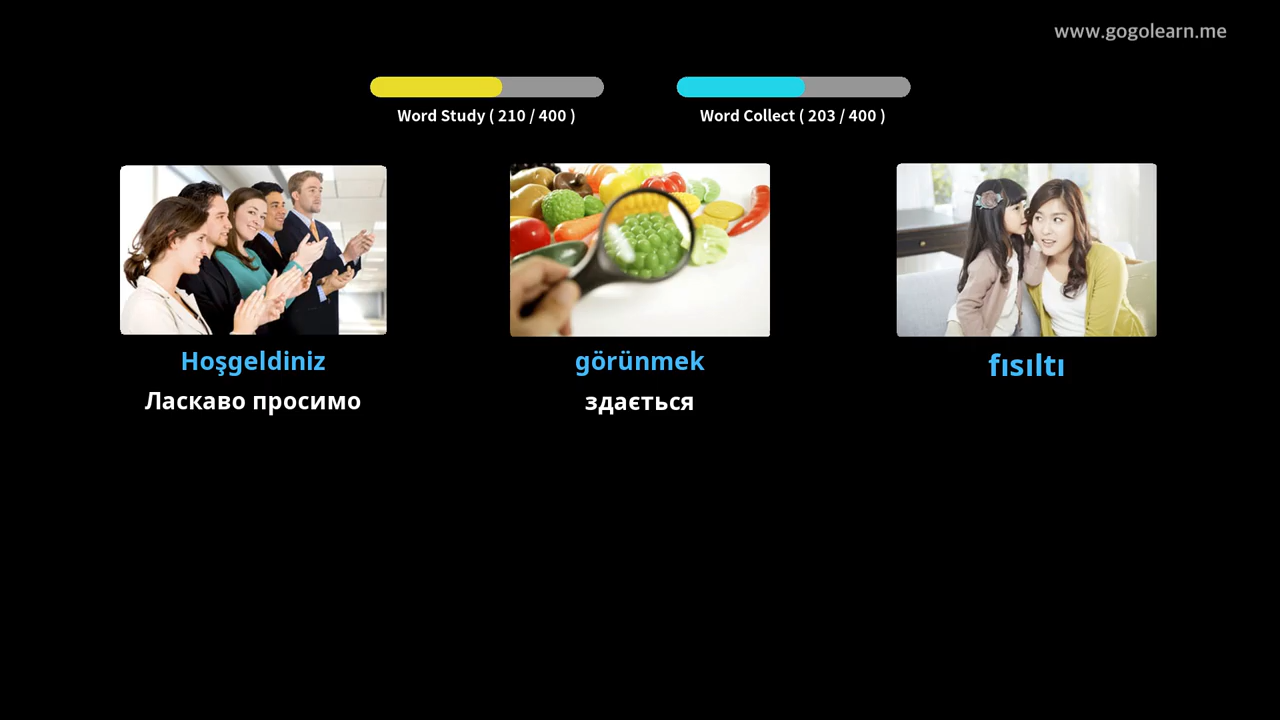 www.gogolearn.me
Word Study ( 210 / 400 )
Word Collect ( 203 / 400 )
Hoşgeldiniz
Ласкаво просимо
görünmek
здається
fısıltı